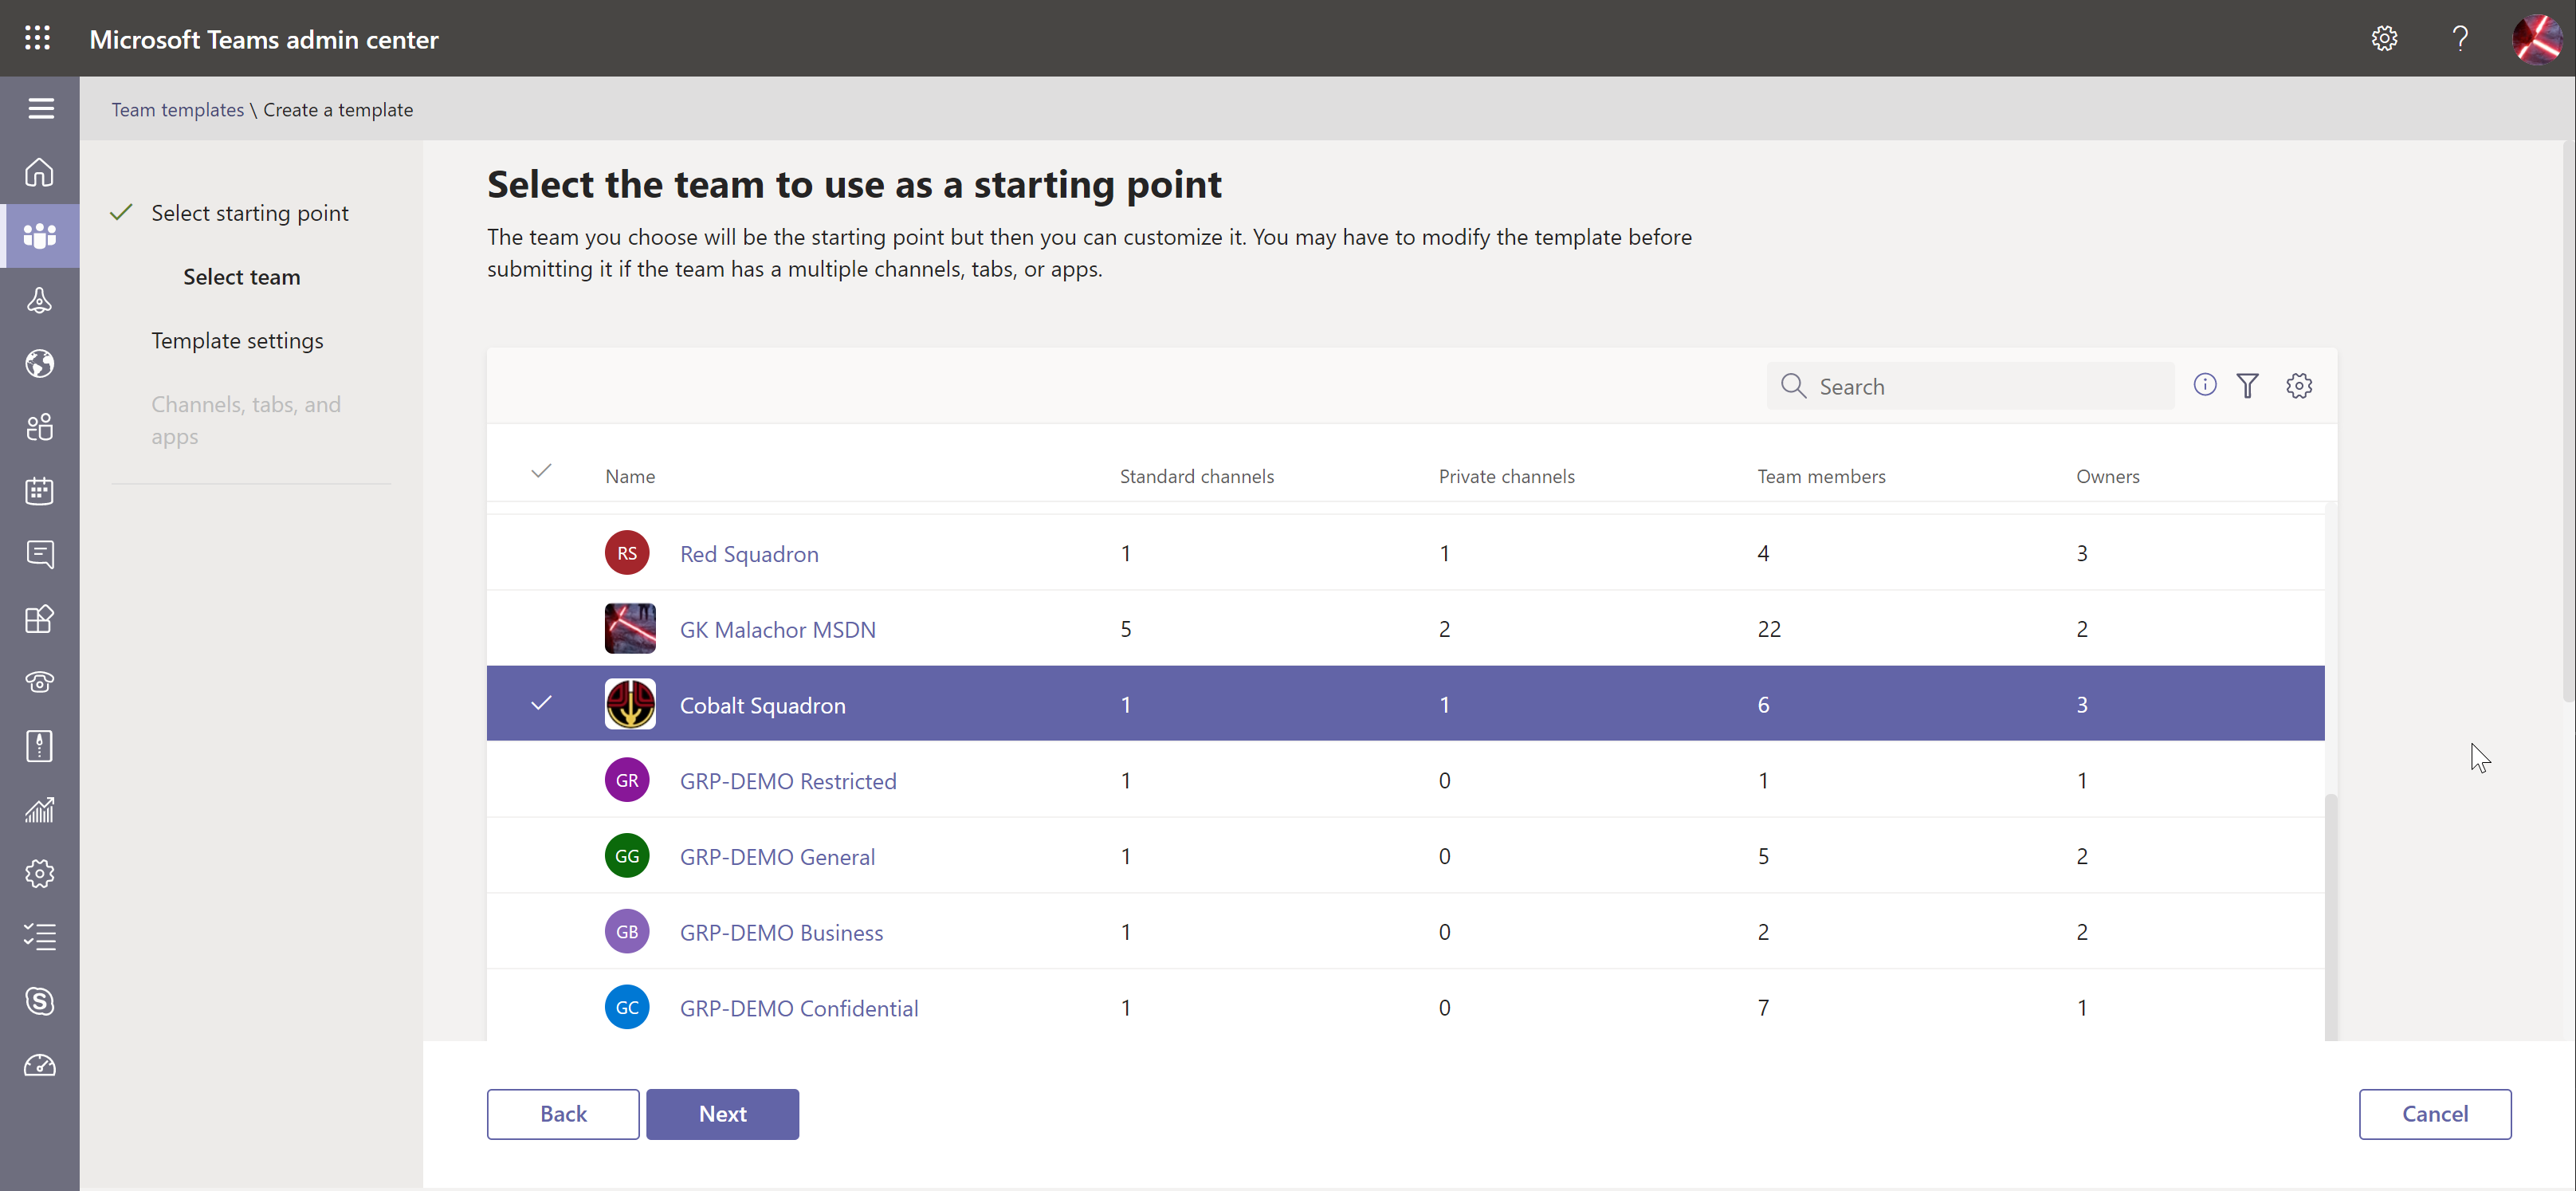 Microsoft Teams admin center
Team templates \ Create a template
Select starting point
Select team
Template settings
Channels, tabs, and
apps
Select the team to use as a starting point
The team you choose will be the starting point but then you can customize it. You may have to modify the template before
submitting it if the team has a multiple channels, tabs, or apps.
Search
Name Standard channels Private channels Team members Owners
RS Red Squadron 1 1 4 3
GK Malachor MSDN 5 2 22 2
Cobalt Squadron 1 1 6 3
GR GRP-DEMO Restricted 1 0 1 1
GG GRP-DEMO General 1 0 5 2
GB GRP-DEMO Business 1 0 2 2
GC GRP-DEMO Confidential 1 0 7 1
Back Next Cancel